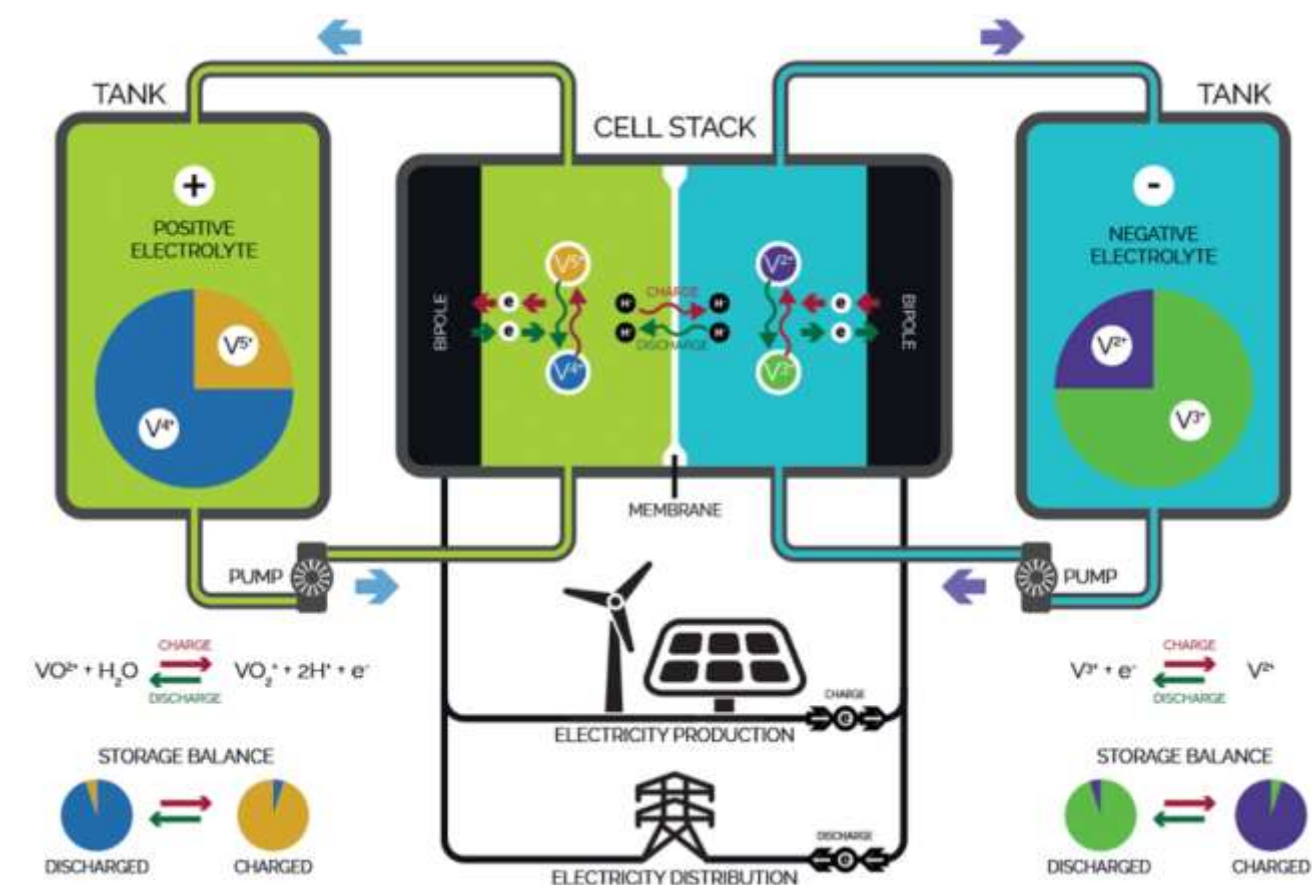 TANK
TANK
CELL STACK
+
POSITIVE
ELECTROLYTE
V⁵⁺
V⁴⁺
-
NEGATIVE
ELECTROLYTE
V²⁺
V³⁺
BIPOLE
V⁵⁺
e
e
V⁴⁺
CHARGE
H⁺ H⁺
H⁺ H⁺
DISCHARGE
V²⁺
e
e
V³⁺
BIPOLE
MEMBRANE
PUMP
PUMP
CHARGE
VO²⁺ + H₂O VO₂⁺ + 2H⁺ + e⁻
DISCHARGE
CHARGE
V³⁺ + e⁻ V²⁺
DISCHARGE
CHARGE
e
ELECTRICITY PRODUCTION
DISCHARGE
e
ELECTRICITY DISTRIBUTION
STORAGE BALANCE
DISCHARGED CHARGED
STORAGE BALANCE
DISCHARGED CHARGED